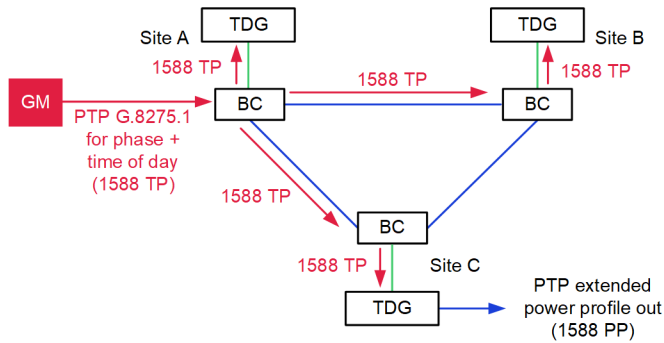 TDG
Site A
1588 TP
TDG
Site B
1588 TP
1588 TP
GM
BC
BC
PTP G.8275.1
for phase +
time of day
(1588 TP)
1588 TP
BC
1588 TP
Site C
TDG
PTP extended
power profile out
(1588 PP)